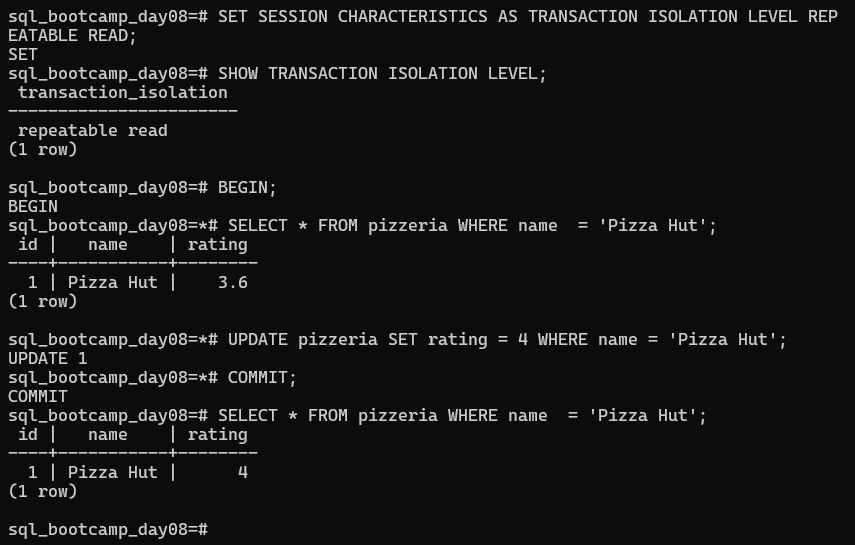 sql_bootcamp_day08=# SET SESSION CHARACTERISTICS AS TRANSACTION ISOLATION LEVEL REP
EATABLE READ;
SET
sql_bootcamp_day08=# SHOW TRANSACTION ISOLATION LEVEL;
 transaction_isolation
-----------------------
 repeatable read
(1 row)

sql_bootcamp_day08=# BEGIN;
BEGIN
sql_bootcamp_day08=*# SELECT * FROM pizzeria WHERE name  = 'Pizza Hut';
 id |   name    | rating
----+-----------+--------
  1 | Pizza Hut |    3.6
(1 row)

sql_bootcamp_day08=*# UPDATE pizzeria SET rating = 4 WHERE name = 'Pizza Hut';
UPDATE 1
sql_bootcamp_day08=*# COMMIT;
COMMIT
sql_bootcamp_day08=# SELECT * FROM pizzeria WHERE name  = 'Pizza Hut';
 id |   name    | rating
----+-----------+--------
  1 | Pizza Hut |      4
(1 row)

sql_bootcamp_day08=#